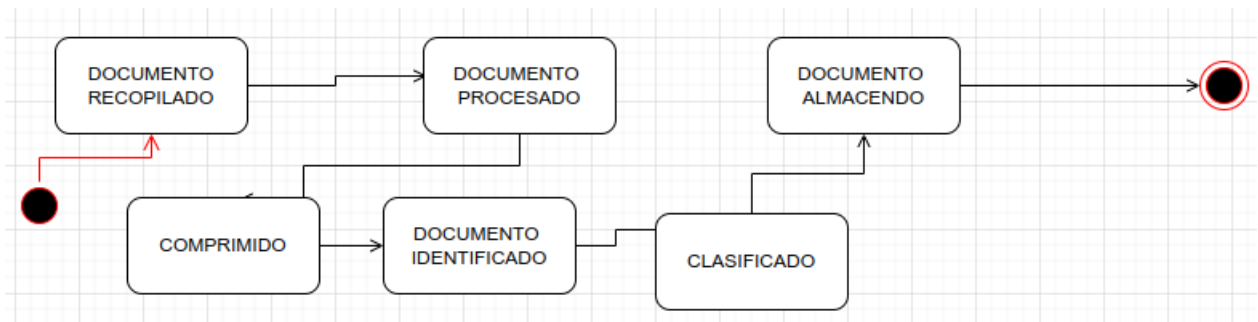 DOCUMENTO
RECOPILADO
DOCUMENTO
PROCESADO
DOCUMENTO
ALMACENDO
COMPRIMIDO
DOCUMENTO
IDENTIFICADO
CLASIFICADO